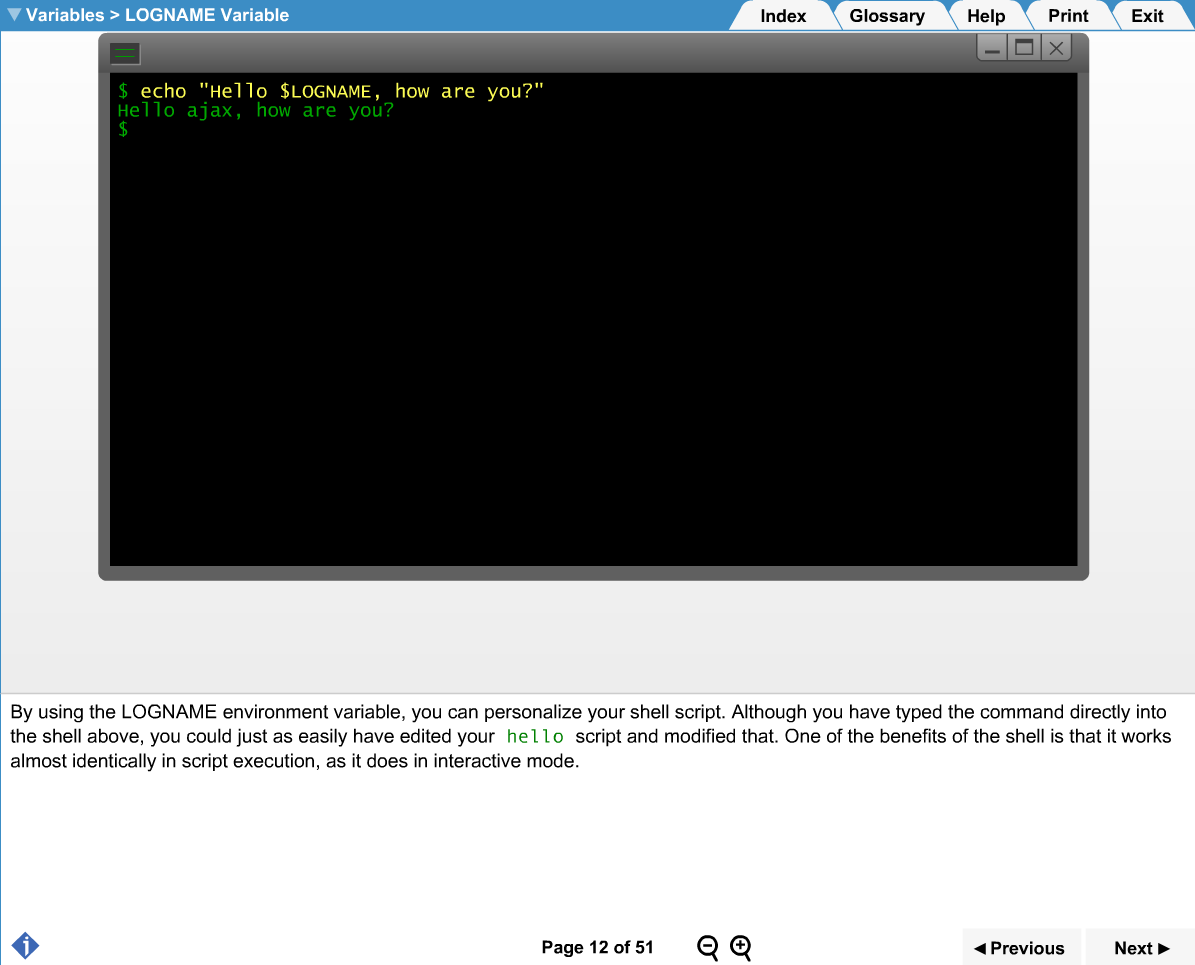 Variables > LOGNAME Variable
Index
Glossary
Help
Print
Exit
$ echo "Hello $LOGNAME, how are you?"
Hello ajax, how are you?
$
By using the LOGNAME environment variable, you can personalize your shell script. Although you have typed the command directly into
the shell above, you could just as easily have edited your hello script and modified that. One of the benefits of the shell is that it works
almost identically in script execution, as it does in interactive mode.
Page 12 of 51
Previous
Next